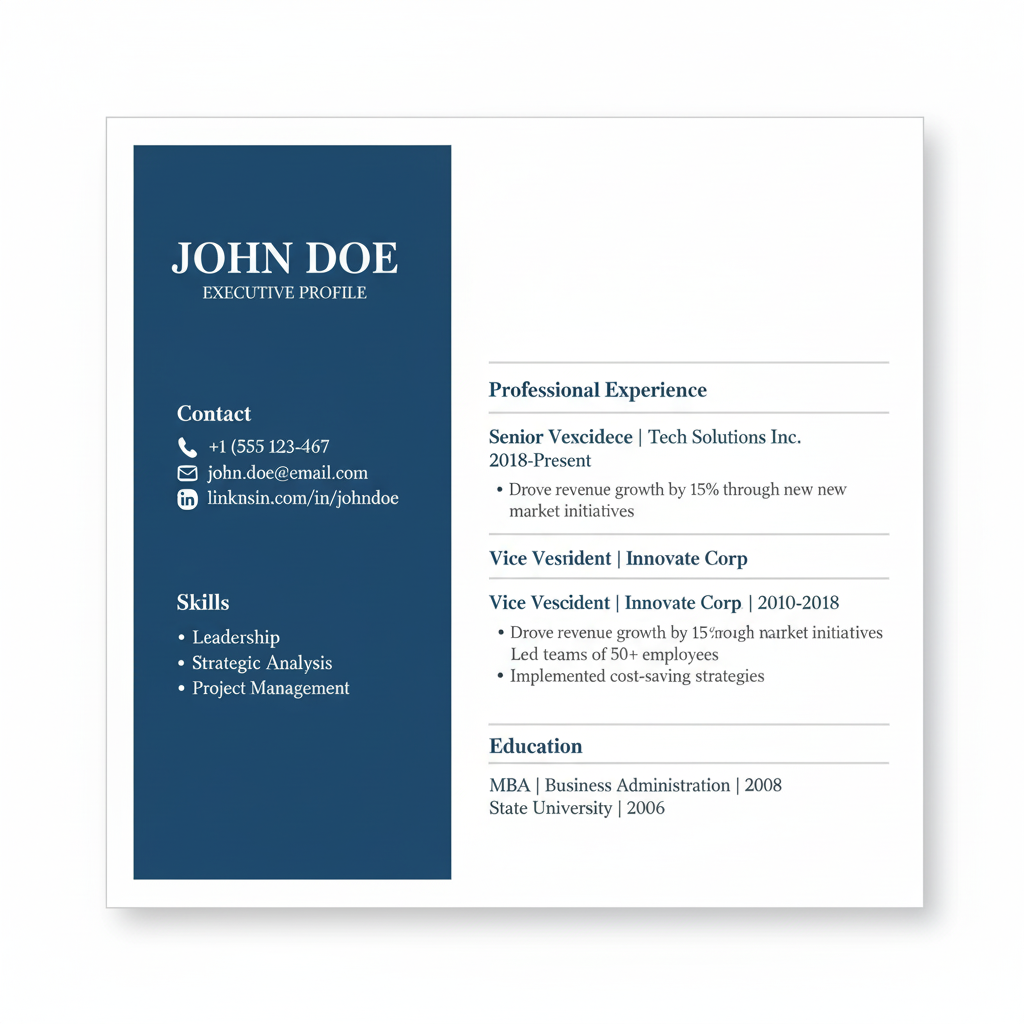 JOHN DOE
EXECUTIVE PROFILE
Contact
+1 (555 123-467
john.doe@email.com
in linknsin.com/in/johndoe
Skills
• Leadership
• Strategic Analysis
• Project Management
Professional Experience
Senior Vexcidece | Tech Solutions Inc.
2018-Present
• Drove revenue growth by 15% through new new
market initiatives
Vice Vesrident | Innovate Corp
Vice Vescident | Innovate Corp | 2010-2018
• Drove revenue growth by market initiatives
Led teams of 50+ employees
• Implemented cost-saving strategies
Education
MBA | Business Administration | 2008
State University | 2006